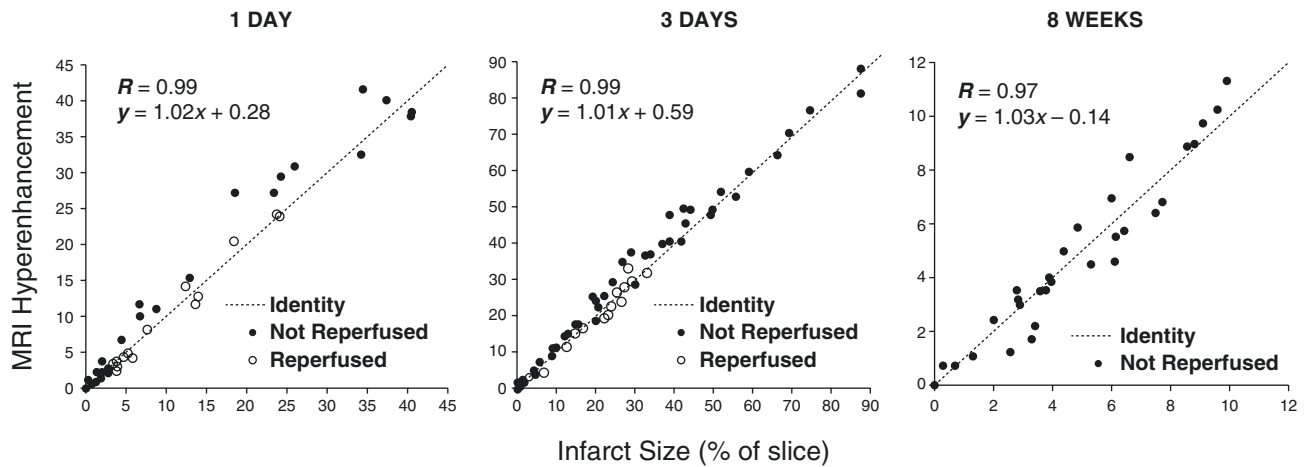 1 DAY
3 DAYS
8 WEEKS
MRI Hyperenhancement
45
40
35
30
25
20
15
10
5
0
R = 0.99
y = 1.02x + 0.28
Identity
Not Reperfused
Reperfused
0 5 10 15 20 25 30 35 40 45
90
80
70
60
50
40
30
20
10
0
R = 0.99
y = 1.01x + 0.59
Identity
Not Reperfused
Reperfused
0 10 20 30 40 50 60 70 80 90
12
10
8
6
4
2
0
R = 0.97
y = 1.03x – 0.14
Identity
Not Reperfused
0 2 4 6 8 10 12
Infarct Size (% of slice)